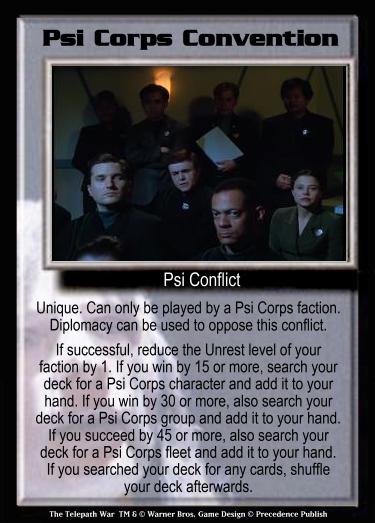 Psi Corps Convention
Psi Conflict
Unique. Can only be played by a Psi Corps faction.
Diplomacy can be used to oppose this conflict.
If successful, reduce the Unrest level of your
faction by 1. If you win by 15 or more, search your
deck for a Psi Corps character and add it to your
hand. If you win by 30 or more, also search your
deck for a Psi Corps group and add it to your hand.
If you succeed by 45 or more, also search your
deck for a Psi Corps fleet and add it to your hand.
If you searched your deck for any cards, shuffle
your deck afterwards.
The Telepath War TM & © Warner Bros. Game Design © Precedence Publish